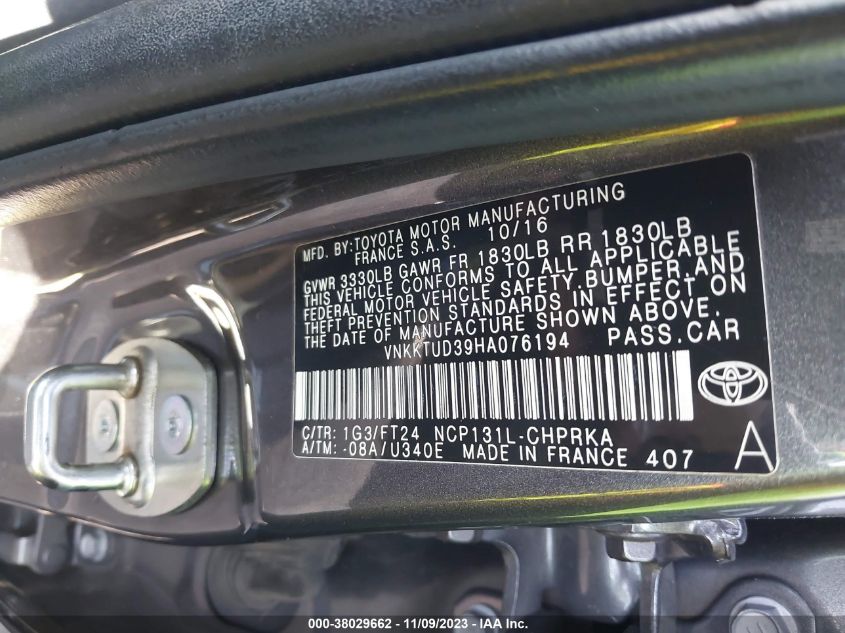 MFD. BY:TOYOTA MOTOR MANUFACTURING
FRANCE S.A.S. 10/16
GVWR 3330LB GAWR FR 1830LB RR 1830LB
THIS VEHICLE CONFORMS TO ALL APPLICABLE
FEDERAL MOTOR VEHICLE SAFETY,BUMPER,AND
THEFT PREVENTION STANDARDS IN EFFECT ON
THE DATE OF MANUFACTURE SHOWN ABOVE.
VNKKTUD39HA076194 PASS.CAR
C/TR: 1G3/FT24 NCP131L-CHPRKA
A/TM: -08A/U340E MADE IN FRANCE 407
A
000-38029662 - 11/09/2023 - IAA Inc.